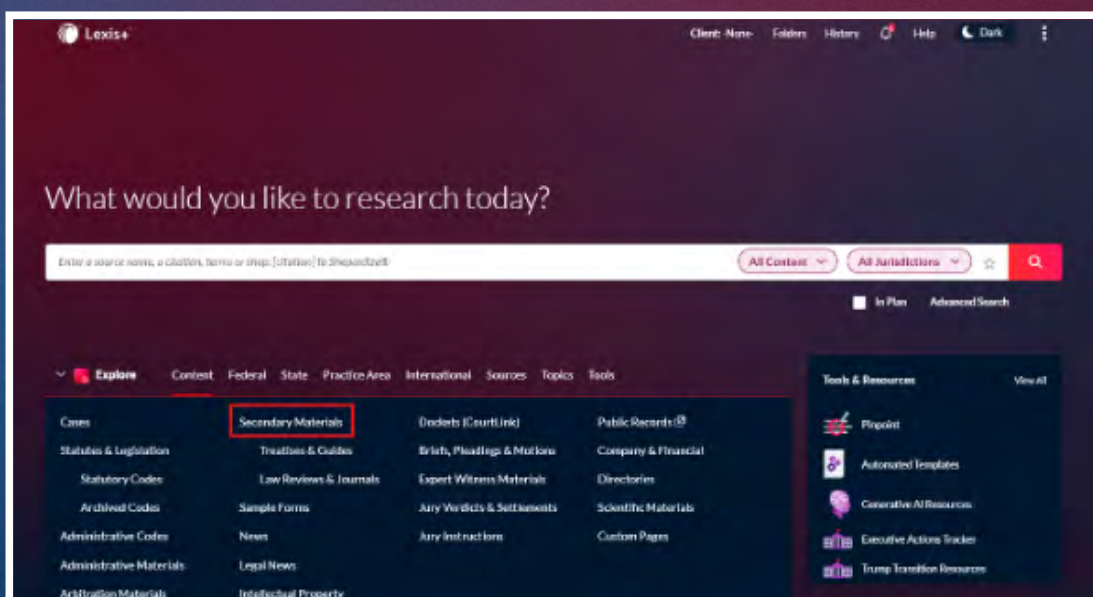 Lexis+
Client: -None- Folders History Help Dark
What would you like to research today?
Enter a source name, a citation, terms or shep: [citation] to Shepardize®
All Content All Jurisdictions
In Plan Advanced Search
Explore Content Federal State Practice Area International Sources Topics Tools
Cases
Statutes & Legislation
Statutory Codes
Archived Codes
Administrative Codes
Administrative Materials
Arbitration Materials
Secondary Materials
Treatises & Guides
Law Reviews & Journals
Sample Forms
News
Legal News
Intellectual Property
Dockets (CourtLink)
Briefs, Pleadings & Motions
Expert Witness Materials
Jury Verdicts & Settlements
Jury Instructions
Public Records
Company & Financial
Directories
Scientific Materials
Custom Pages
Tools & Resources View All
Pinpoint
Automated Templates
Generative AI Resources
Executive Actions Tracker
Trump Transition Resources